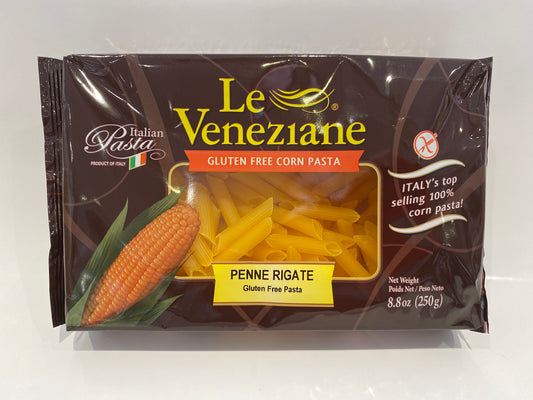 Le
Veneziane ®
GLUTEN FREE CORN PASTA
Italian
Pasta
PRODUCT OF ITALY
ITALY's top
selling 100%
corn pasta!
PENNE RIGATE
Gluten Free Pasta
Net Weight
Poids Net / Peso Neto
8.8oz (250g)